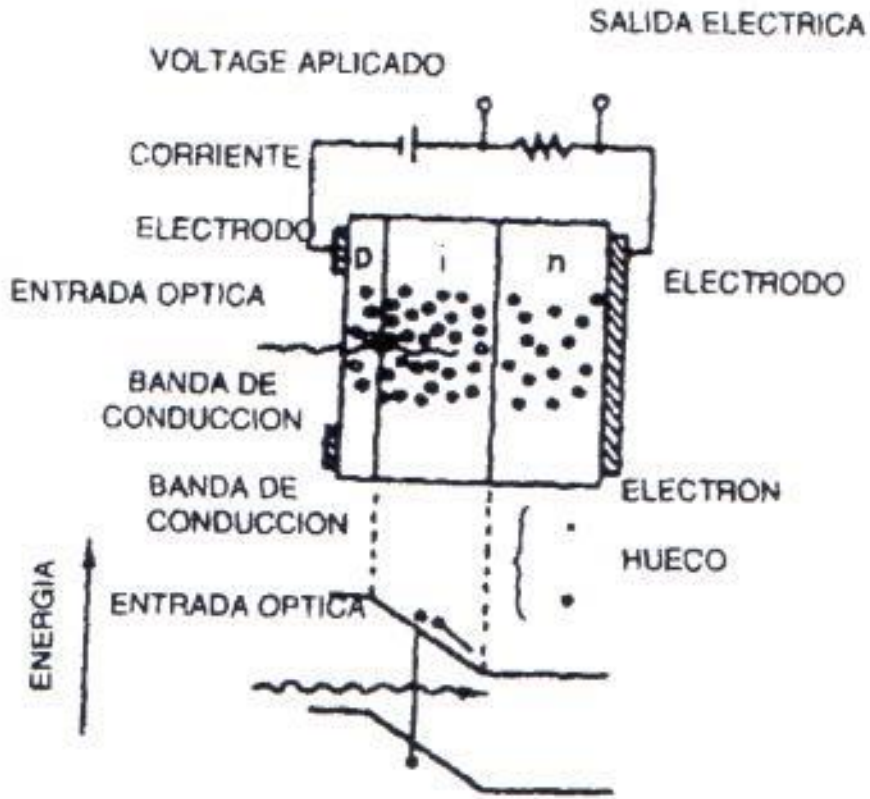 SALIDA ELECTRICA
VOLTAGE APLICADO
CORRIENTE
ELECTRODO
p i n
ENTRADA OPTICA
ELECTRODO
BANDA DE
CONDUCCION
BANDA DE
CONDUCCION
ELECTRON
HUECO
ENERGIA
ENTRADA OPTICA